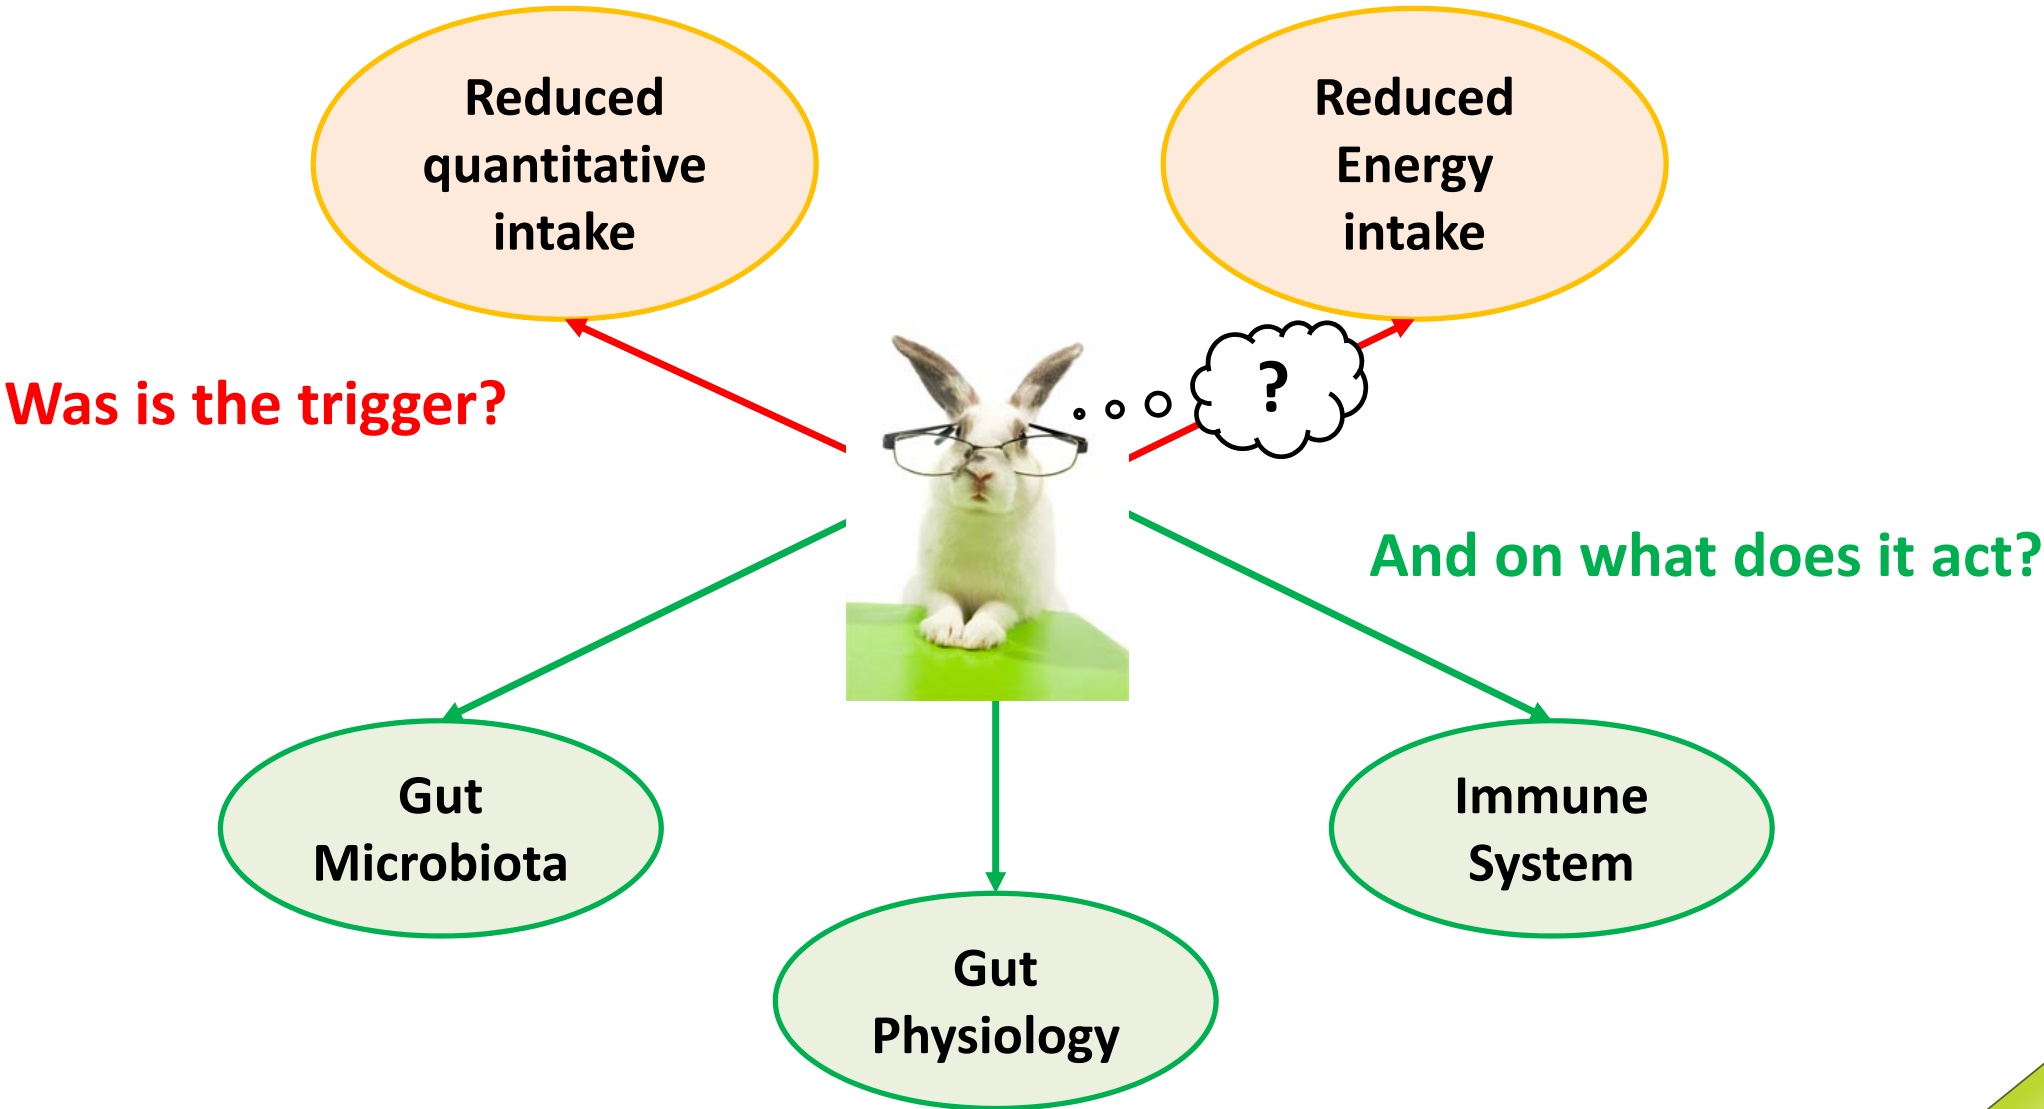 Reduced
quantitative
intake
Reduced
Energy
intake
Was is the trigger?
?
And on what does it act?
Gut
Microbiota
Immune
System
Gut
Physiology